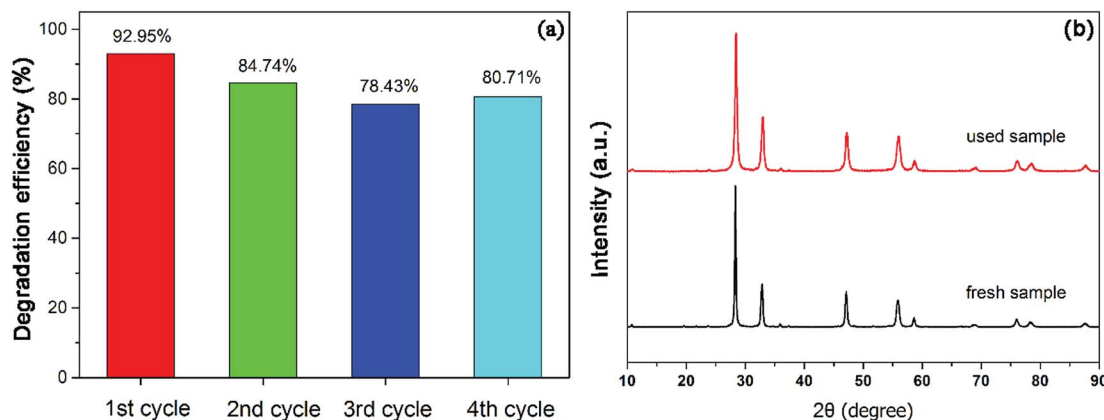 (a)
Degradation efficiency (%)
100
80
60
40
20
0
92.95%
84.74%
78.43%
80.71%
1st cycle
2nd cycle
3rd cycle
4th cycle
(b)
Intensity (a.u.)
used sample
fresh sample
10 20 30 40 50 60 70 80 90
2θ (degree)